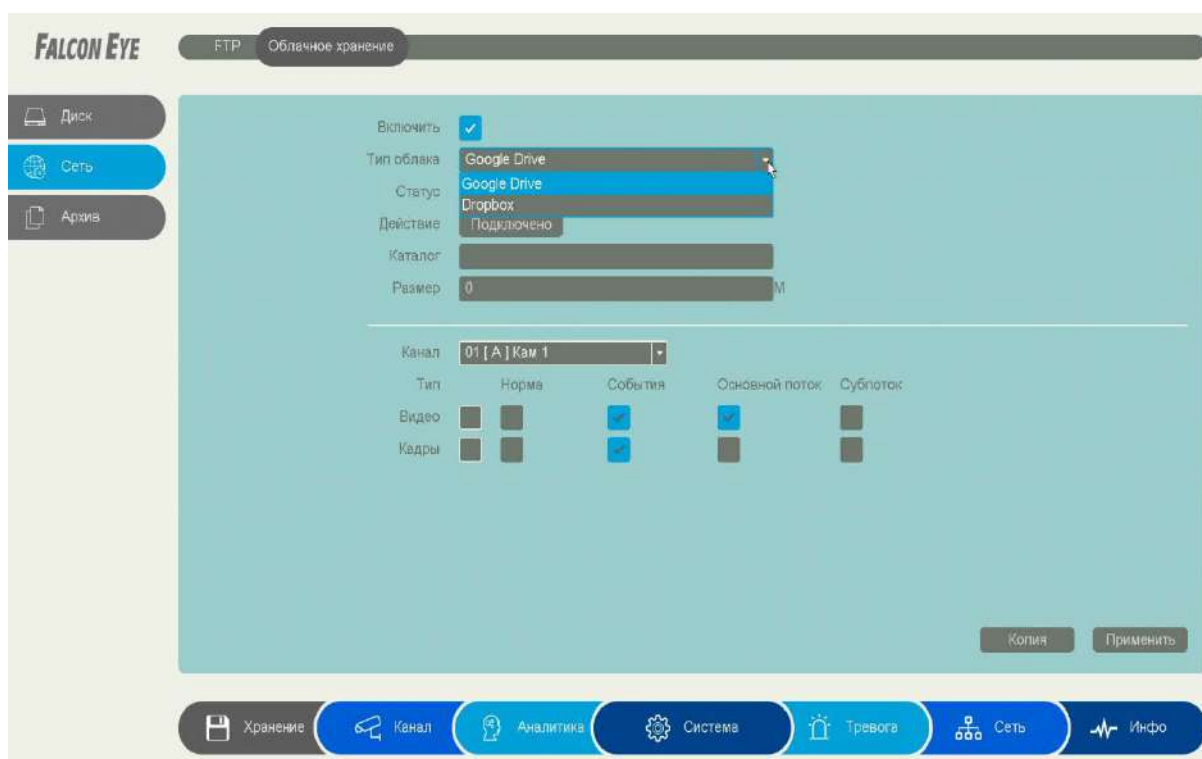 FALCON EYE
FTP Облачное хранение
Диск
Сеть
Архив
Включить
Тип облака Google Drive
Google Drive
Статус
Dropbox
Действие Подключено
Каталог
Размер 0 М
Канал 01 [ A ] Кам 1
Тип Норма События Основной поток Субпоток
Видео
Кадры
Копия Применить
Хранение Канал Аналитика Система Тревога Сеть Инфо